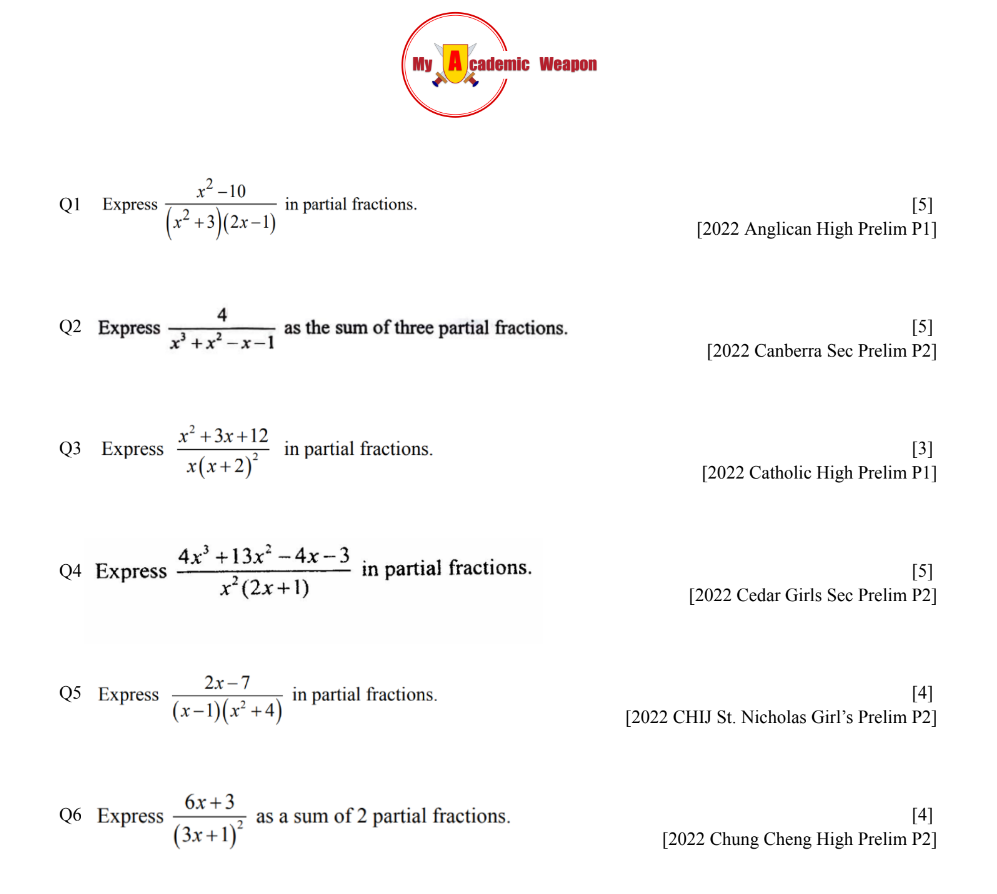 My Academic Weapon
Q1 Express \frac{x^2-10}{(x^2+3)(2x-1)} in partial fractions. [5]
[2022 Anglican High Prelim P1]
Q2 Express \frac{4}{x^3+x^2-x-1} as the sum of three partial fractions. [5]
[2022 Canberra Sec Prelim P2]
Q3 Express \frac{x^2+3x+12}{x(x+2)^2} in partial fractions. [3]
[2022 Catholic High Prelim P1]
Q4 Express \frac{4x^3+13x^2-4x-3}{x^2(2x+1)} in partial fractions. [5]
[2022 Cedar Girls Sec Prelim P2]
Q5 Express \frac{2x-7}{(x-1)(x^2+4)} in partial fractions. [4]
[2022 CHIJ St. Nicholas Girl’s Prelim P2]
Q6 Express \frac{6x+3}{(3x+1)^2} as a sum of 2 partial fractions. [4]
[2022 Chung Cheng High Prelim P2]